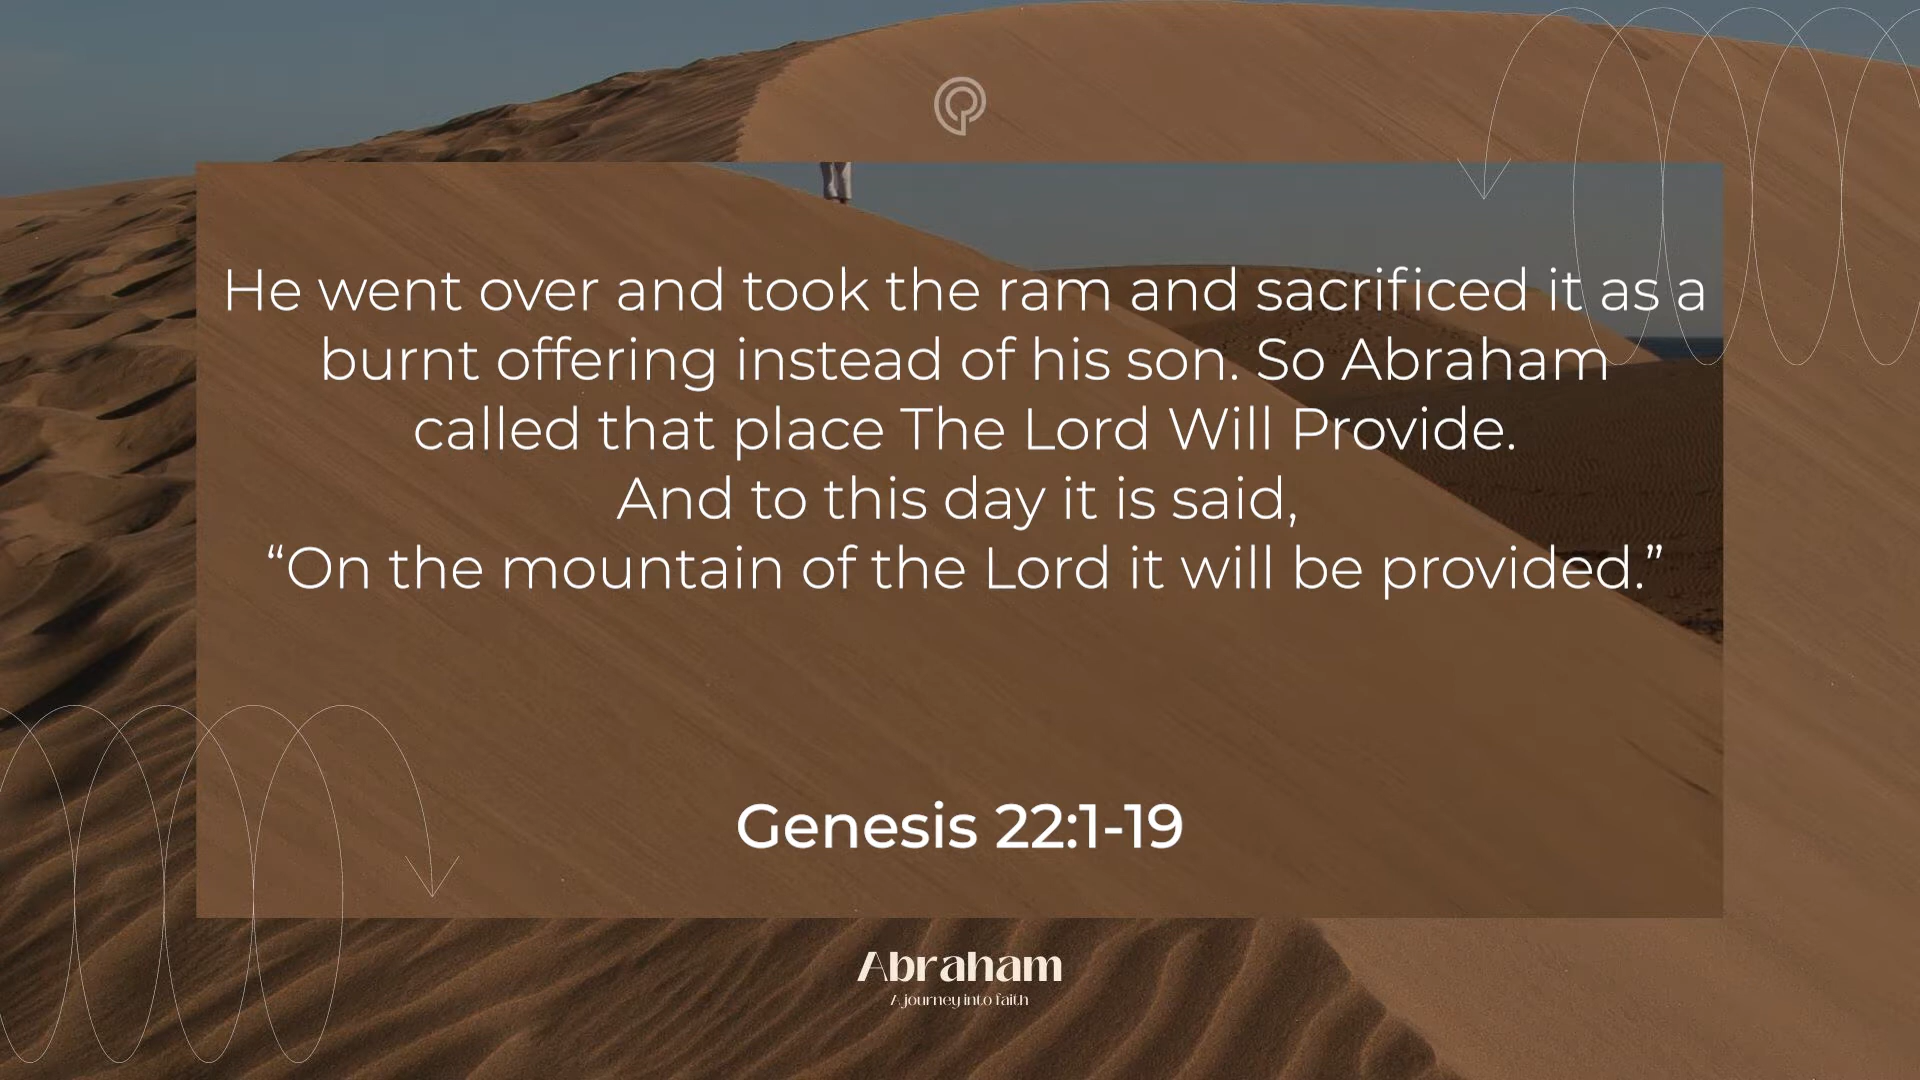 He went over and took the ram and sacrificed it as a
burnt offering instead of his son. So Abraham
called that place The Lord Will Provide.
And to this day it is said,
“On the mountain of the Lord it will be provided.”
Genesis 22:1-19
Abraham
A journey into faith